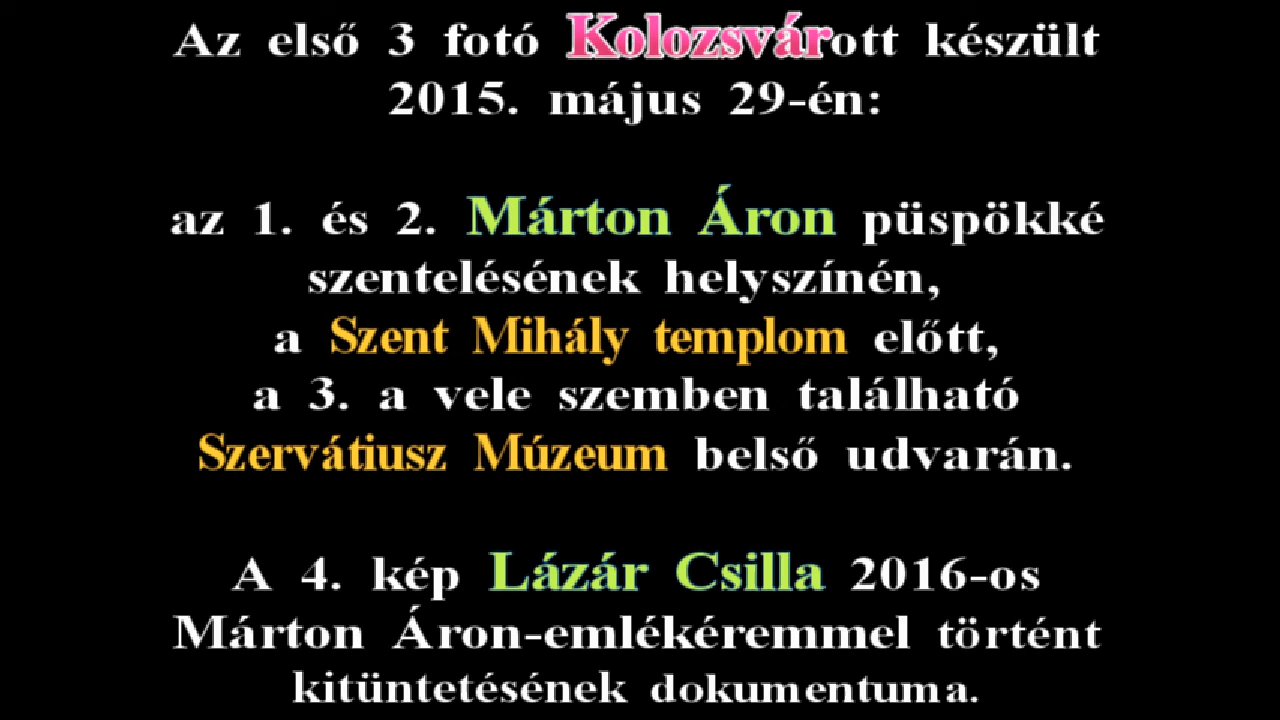 Az első 3 fotó Kolozsvárott készült
2015. május 29-én:
az 1. és 2. Márton Áron püspökké
szentelésének helyszínén,
a Szent Mihály templom előtt,
a 3. a vele szemben található
Szervátiusz Múzeum belső udvarán.
A 4. kép Lázár Csilla 2016-os
Márton Áron-emlékéremmel történt
kitüntetésének dokumentuma.